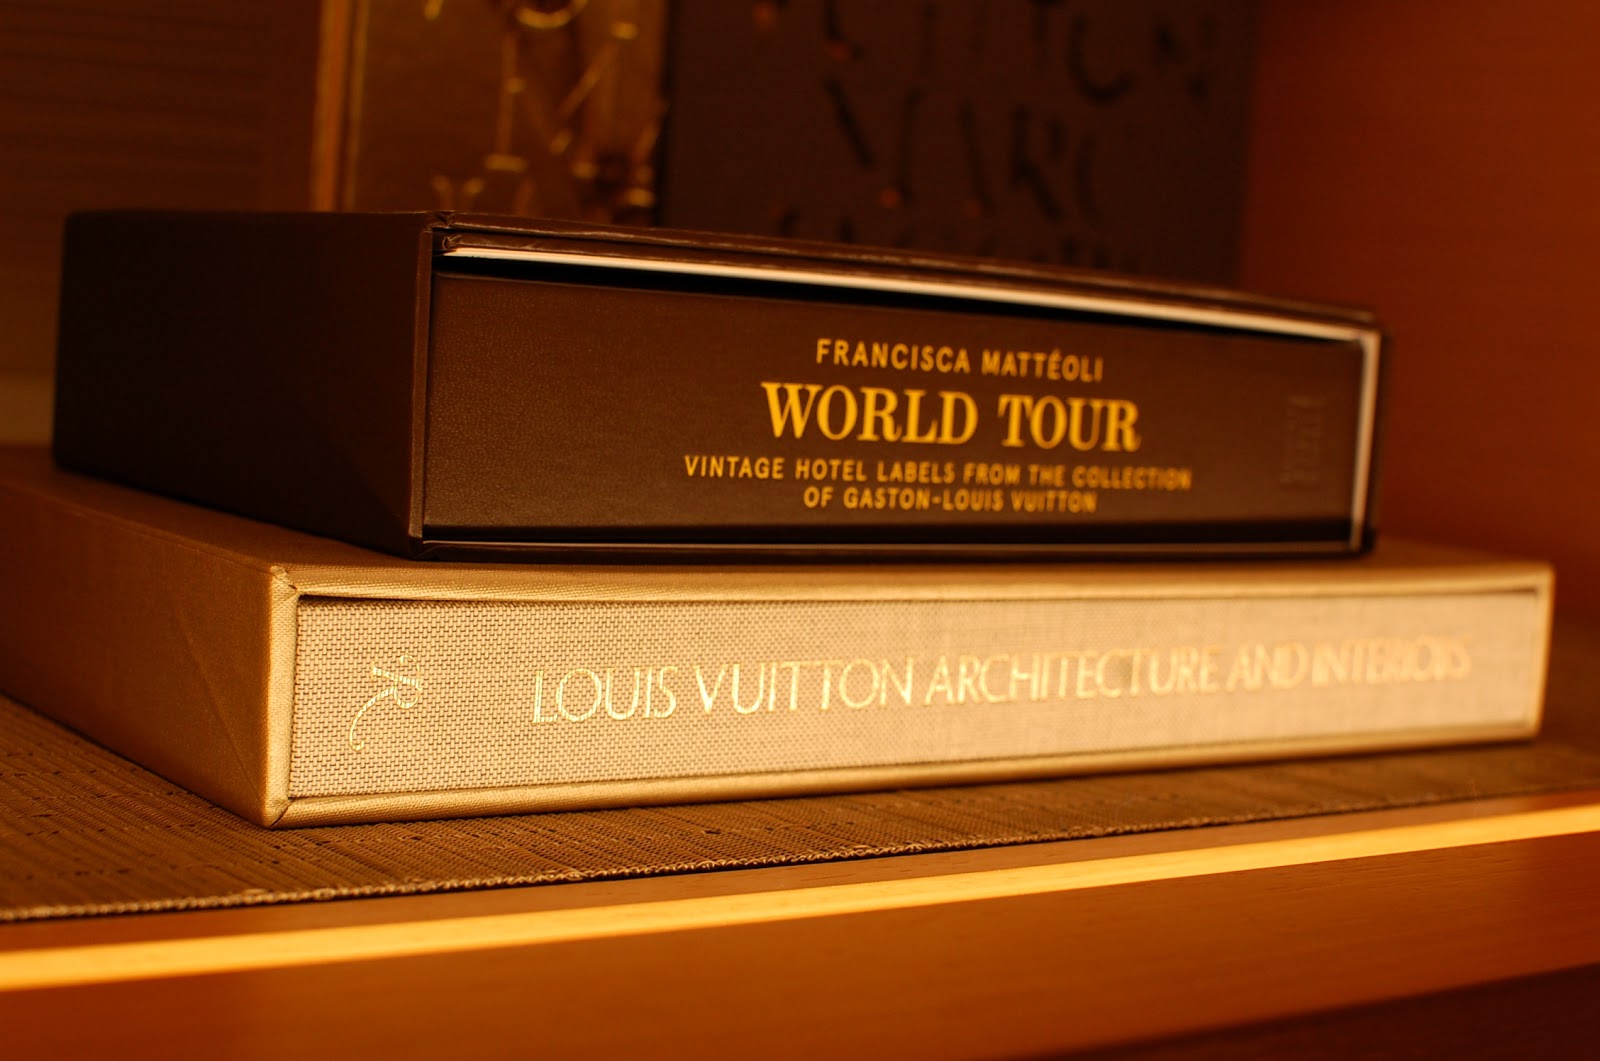 FRANCISCA MATTÉOLI
WORLD TOUR
VINTAGE HOTEL LABELS FROM THE COLLECTION
OF GASTON-LOUIS VUITTON
LOUIS VUITTON ARCHITECTURE AND INTERIORS